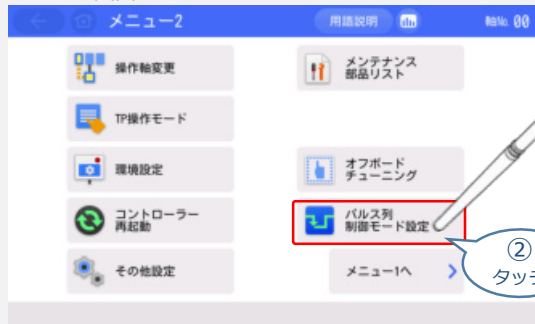 メニュー2
用語説明
軸No. 00
操作軸変更
メンテナンス
部品リスト
TP操作モード
環境設定
オフボード
チューニング
コントローラー
再起動
パルス列
制御モード設定
その他設定
メニュー1へ
②
タッチ